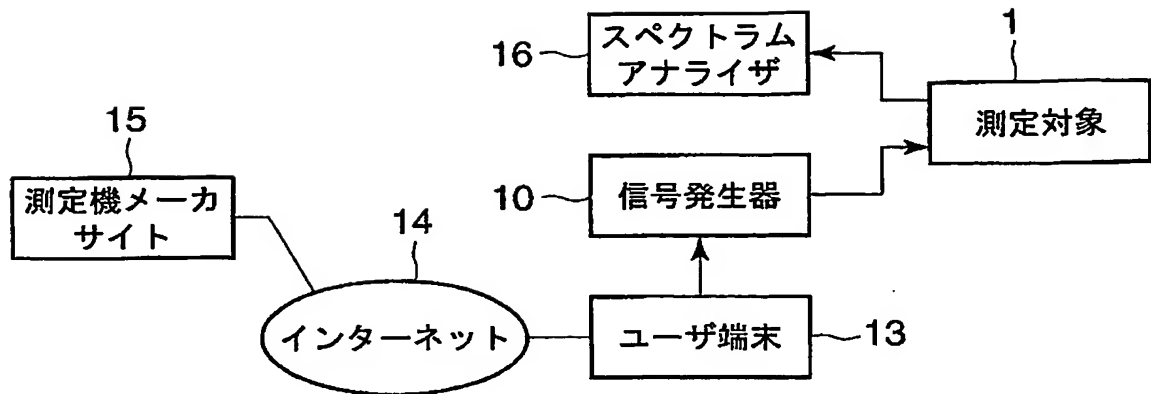 1
16
スペクトラム
アナライザ
測定対象
15
測定機メーカ
サイト
10
信号発生器
14
インターネット
ユーザ端末
13